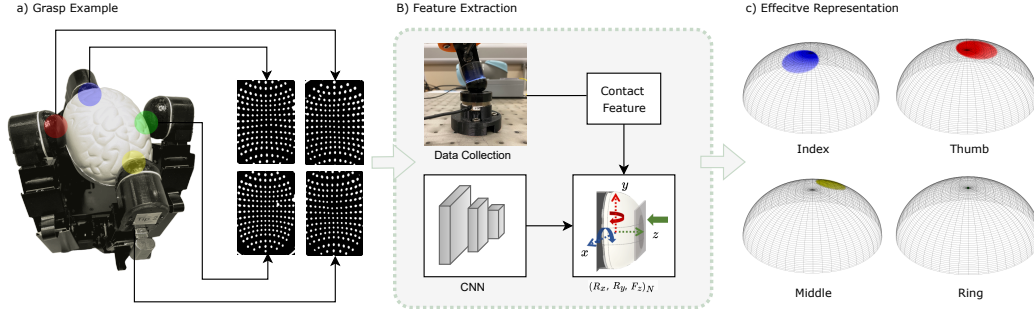 a) Grasp Example
B) Feature Extraction
c) Effecitve Representation
Data Collection
Contact
Feature
CNN
y
x
z
(R_x, R_y, F_z)_N
Index
Thumb
Middle
Ring